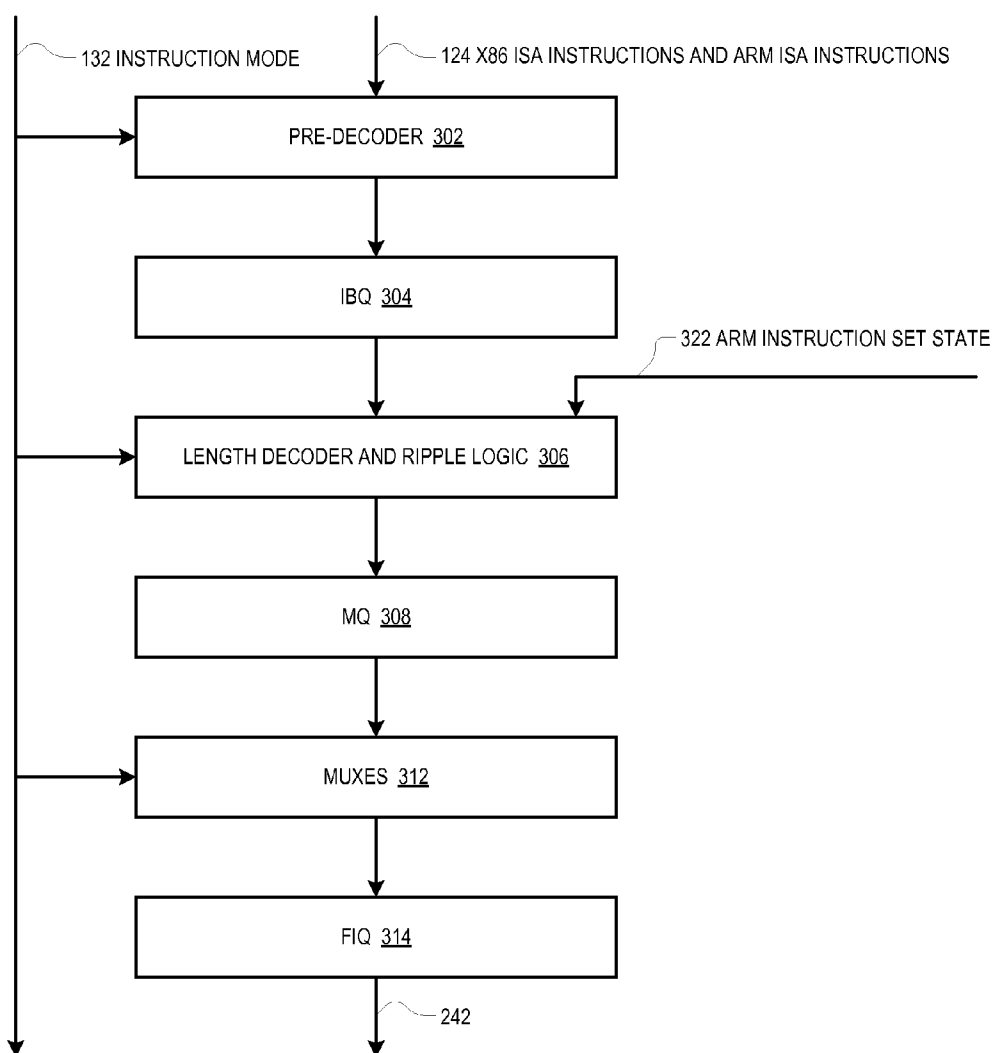 132 INSTRUCTION MODE
124 X86 ISA INSTRUCTIONS AND ARM ISA INSTRUCTIONS
PRE-DECODER 302
IBQ 304
322 ARM INSTRUCTION SET STATE
LENGTH DECODER AND RIPPLE LOGIC 306
MQ 308
MUXES 312
FIQ 314
242